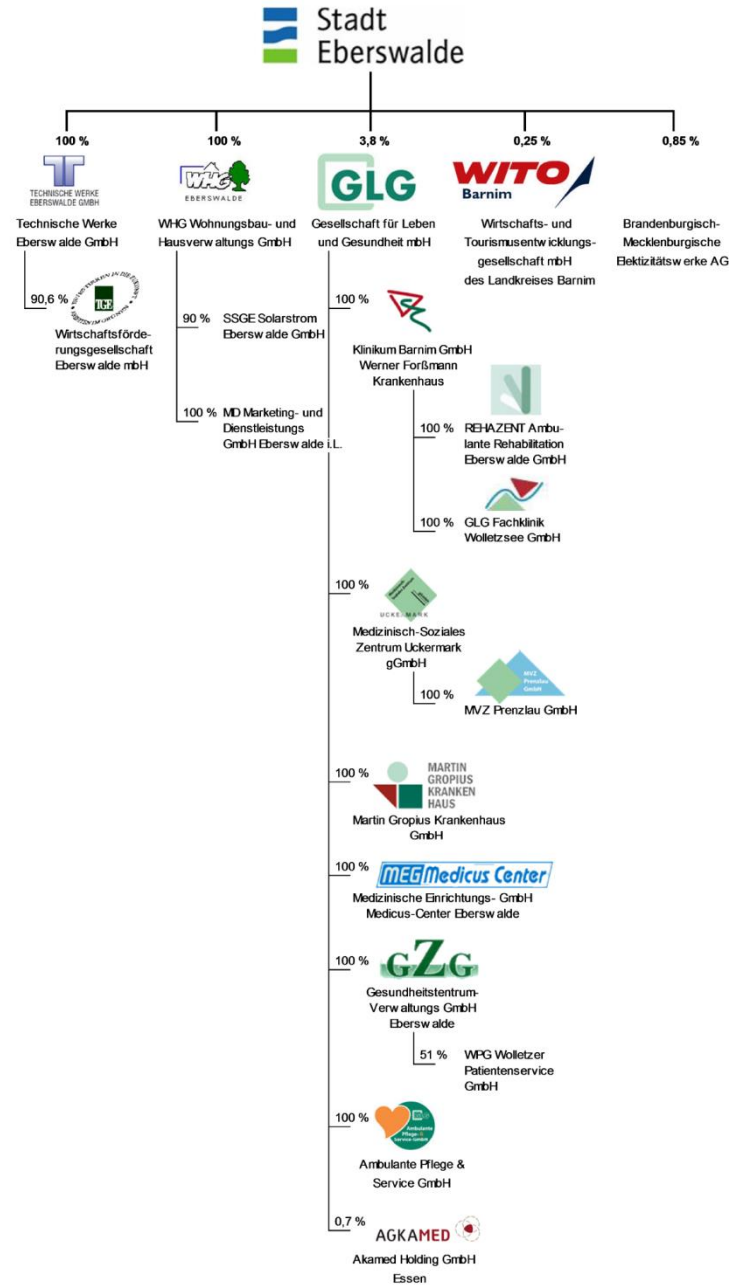 Stadt
Eberswalde
100 %
100 %
3,8 %
0,25 %
0,85 %
TECHNISCHE WERKE
EBERSWALDE GMBH
WHG
EBERSWALDE
GLG
WITO
Barnim
Technische Werke
Eberswalde GmbH
WHG Wohnungsbau- und
Hausverwaltungs GmbH
Gesellschaft für Leben
und Gesundheit mbH
Wirtschafts- und
Tourismusentwicklungs-
gesellschaft mbH
des Landkreises Barnim
Brandenburgisch-
Mecklenburgische
Elektizitätswerke AG
90,6 %
TGE
Wirtschaftsförde-
rungsgesellschaft
Eberswalde mbH
90 %
SSGE Solarstrom
Eberswalde GmbH
100 %
MD Marketing- und
Dienstleistungs
GmbH Eberswalde i.L.
100 %
Klinikum Barnim GmbH
Werner Forßmann
Krankenhaus
100 %
REHAZENT Ambu-
lante Rehabilitation
Eberswalde GmbH
100 %
GLG Fachklinik
Wolletzsee GmbH
100 %
UCKERMARK
Medizinisch-Soziales
Zentrum Uckermark
gGmbH
100 %
MVZ
Prenzlau
GmbH
MVZ Prenzlau GmbH
100 %
MARTIN
GROPIUS
KRANKEN
HAUS
Martin Gropius Krankenhaus
GmbH
100 %
MEG Medicus Center
Medizinische Einrichtungs- GmbH
Medicus-Center Eberswalde
100 %
GZG
Gesundheitstentrum-
Verwaltungs GmbH
Eberswalde
51 %
WPG Wolletzer
Patientenservice
GmbH
100 %
Ambulante
Pflege &
Service GmbH
Ambulante Pflege &
Service GmbH
0,7 %
AGKAMED
Akamed Holding GmbH
Essen